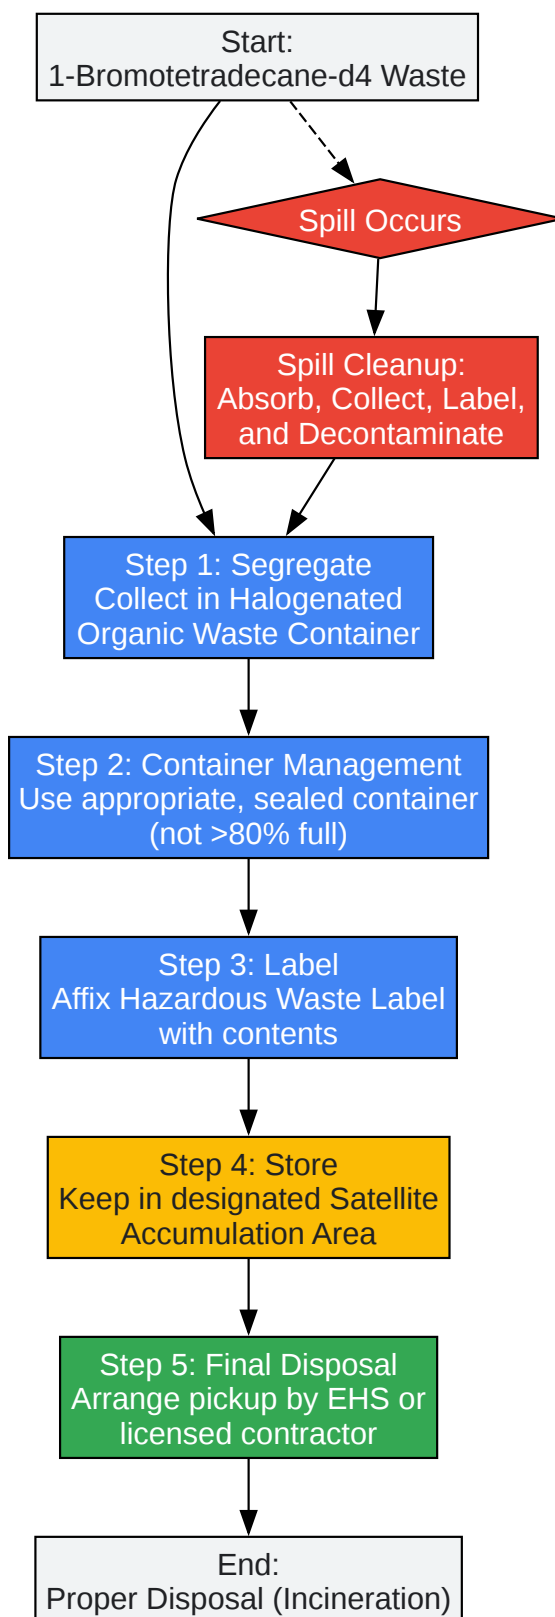 Start:
1-Bromotetradecane-d4 Waste
Spill Occurs
Spill Cleanup:
Absorb, Collect, Label,
and Decontaminate
Step 1: Segregate
Collect in Halogenated
Organic Waste Container
Step 2: Container Management
Use appropriate, sealed container
(not >80% full)
Step 3: Label
Affix Hazardous Waste Label
with contents
Step 4: Store
Keep in designated Satellite
Accumulation Area
Step 5: Final Disposal
Arrange pickup by EHS or
licensed contractor
End:
Proper Disposal (Incineration)